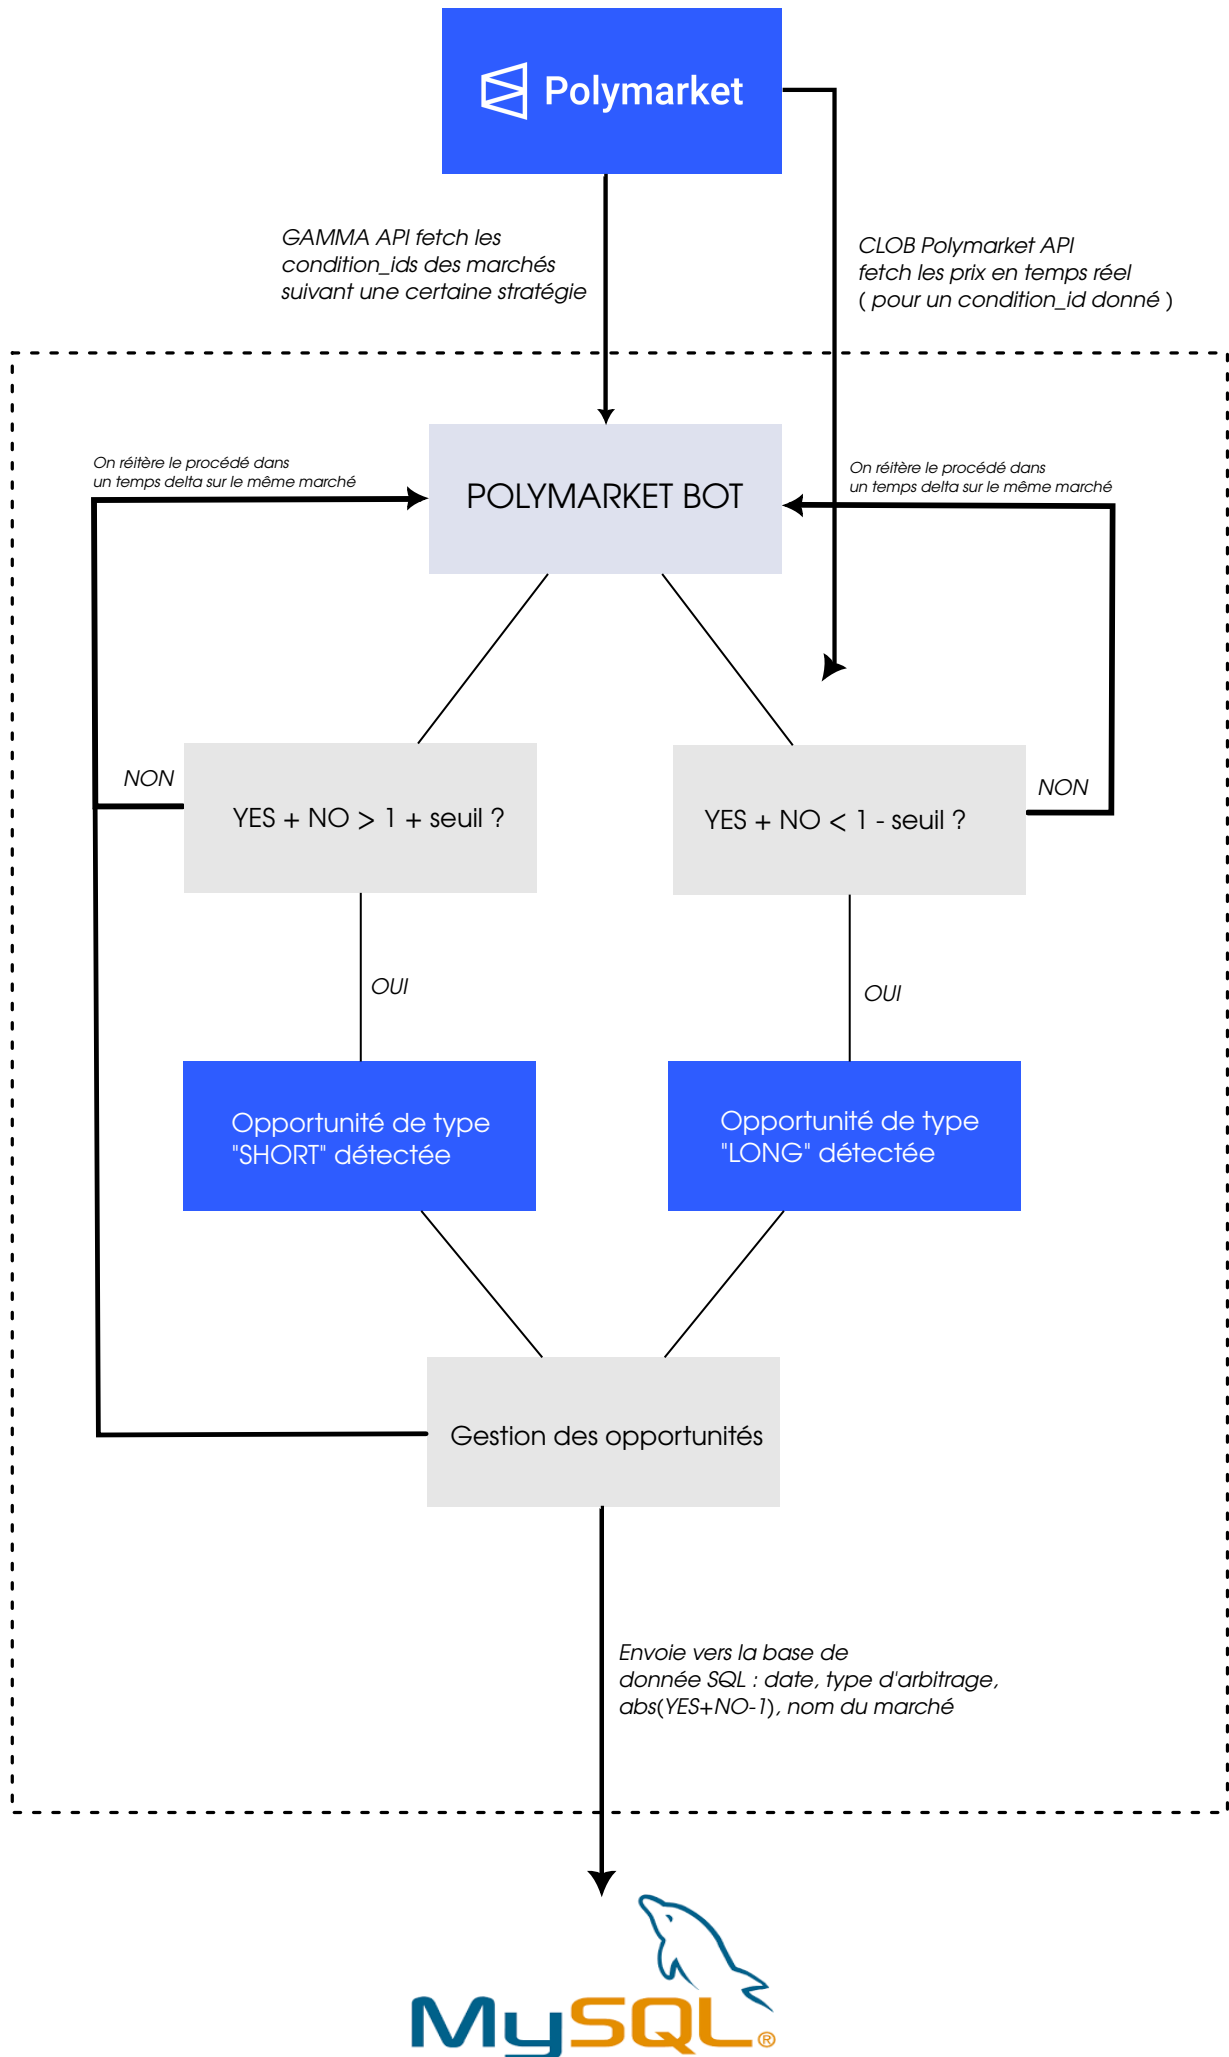 Polymarket
GAMMA API fetch les
condition_ids des marchés
suivant une certaine stratégie
CLOB Polymarket API
fetch les prix en temps réel
( pour un condition_id donné )
On réitère le procédé dans
un temps delta sur le même marché
On réitère le procédé dans
un temps delta sur le même marché
POLYMARKET BOT
NON
YES + NO > 1 + seuil ?
YES + NO < 1 - seuil ?
NON
OUI
OUI
Opportunité de type
"SHORT" détectée
Opportunité de type
"LONG" détectée
Gestion des opportunités
Envoie vers la base de
donnée SQL : date, type d'arbitrage,
abs(YES+NO-1), nom du marché
MySQL®